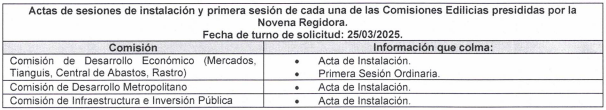 Actas de sesiones de instalación y primera sesión de cada una de las Comisiones Edilicias presididas por la
Novena Regidora.
Fecha de turno de solicitud: 25/03/2025.
Comisión
Información que colma:
Comisión de Desarrollo Económico (Mercados,
Tianguis, Central de Abastos, Rastro)
• Acta de Instalación.
• Primera Sesión Ordinaria.
Comisión de Desarrollo Metropolitano
• Acta de Instalación.
Comisión de Infraestructura e Inversión Pública
• Acta de Instalación.